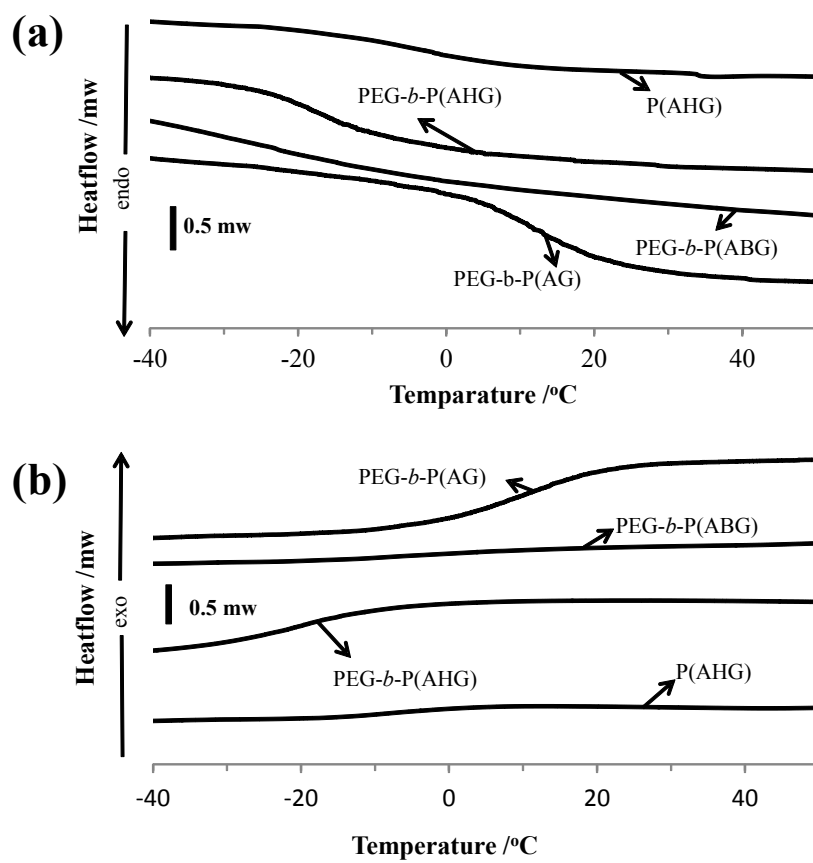 (a)
Heatflow /mw
endo
PEG-b-P(AHG)
P(AHG)
0.5 mw
PEG-b-P(ABG)
PEG-b-P(AG)
-40 -20 0 20 40
Temparature /°C
(b)
Heatflow /mw
exo
PEG-b-P(AG)
PEG-b-P(ABG)
0.5 mw
PEG-b-P(AHG)
P(AHG)
-40 -20 0 20 40
Temperature /°C